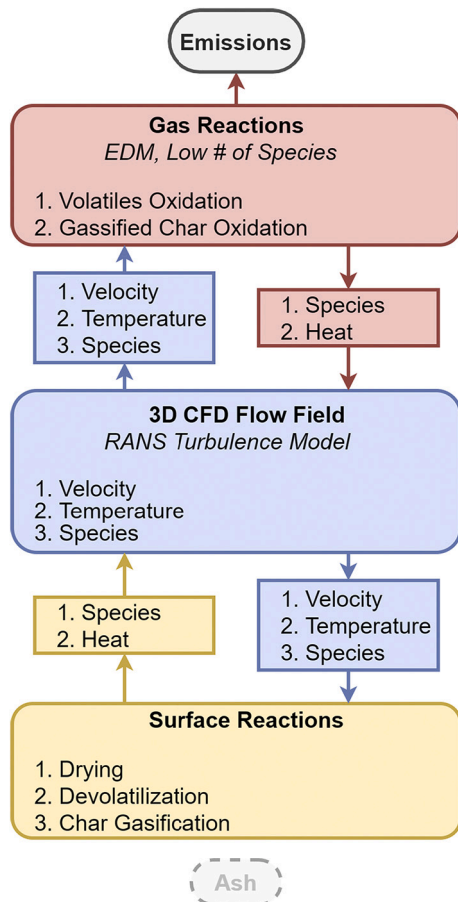 Emissions
Gas Reactions
EDM, Low # of Species
1. Volatiles Oxidation
2. Gassified Char Oxidation
1. Velocity
2. Temperature
3. Species
1. Species
2. Heat
3D CFD Flow Field
RANS Turbulence Model
1. Velocity
2. Temperature
3. Species
1. Species
2. Heat
1. Velocity
2. Temperature
3. Species
Surface Reactions
1. Drying
2. Devolatilization
3. Char Gasification
Ash